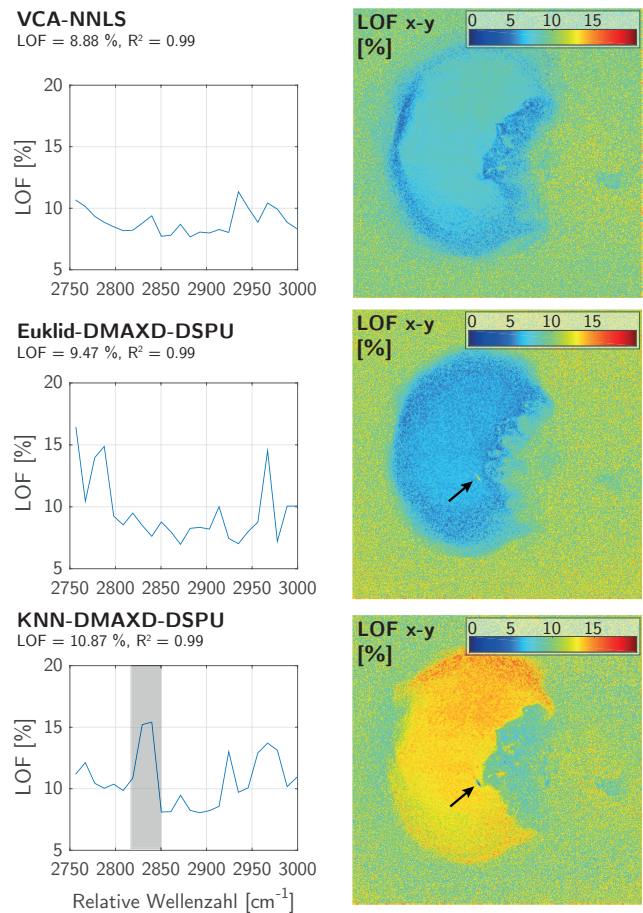 VCA-NNLS
LOF = 8.88 %, R² = 0.99
LOF [%]
20
15
10
5
2750 2800 2850 2900 2950 3000
LOF x-y
[%]
0 5 10 15
Euklid-DMAXD-DSPU
LOF = 9.47 %, R² = 0.99
LOF [%]
20
15
10
5
2750 2800 2850 2900 2950 3000
LOF x-y
[%]
0 5 10 15
KNN-DMAXD-DSPU
LOF = 10.87 %, R² = 0.99
LOF [%]
20
15
10
5
2750 2800 2850 2900 2950 3000
Relative Wellenzahl [cm⁻¹]
LOF x-y
[%]
0 5 10 15